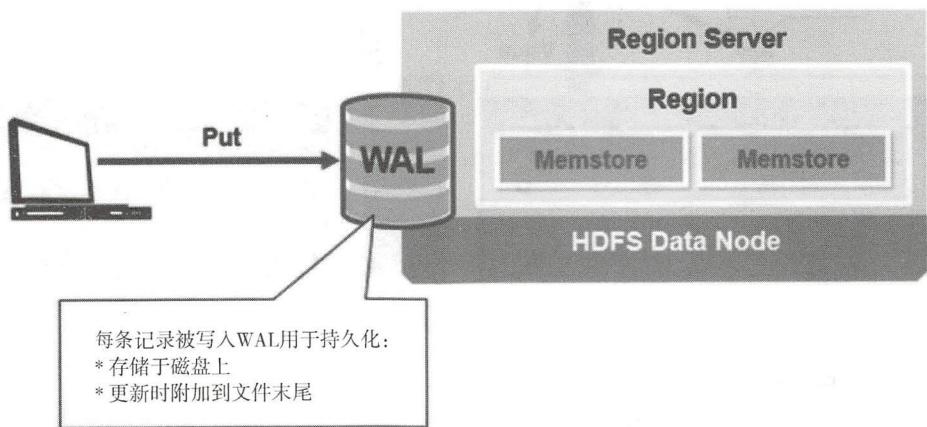 Region Server
Region
Put
WAL
Memstore
Memstore
HDFS Data Node
每条记录被写入WAL用于持久化：
* 存储于磁盘上
* 更新时附加到文件末尾